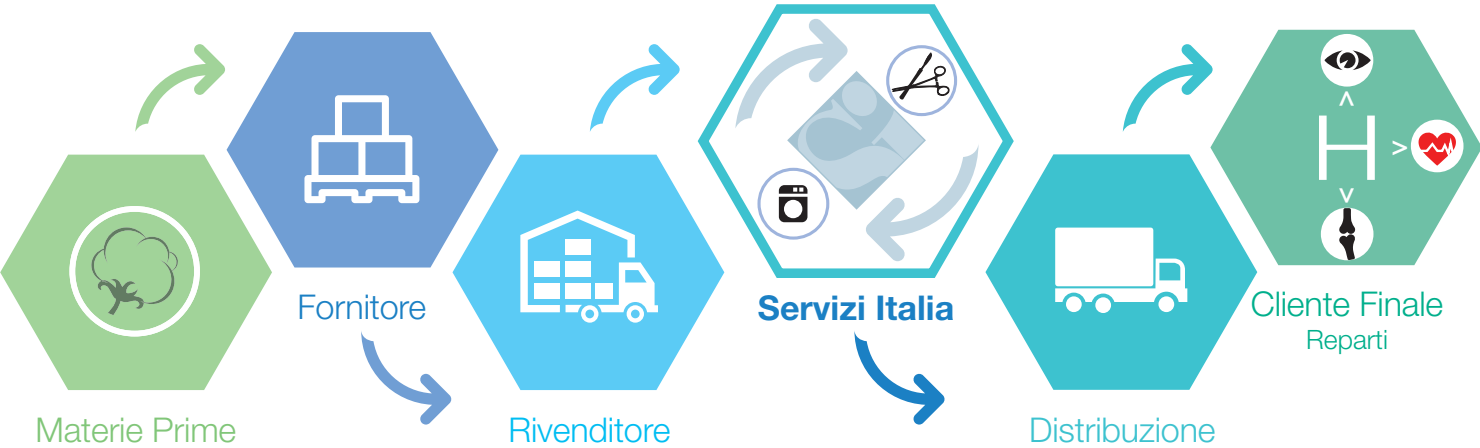 Materie Prime
Fornitore
Rivenditore
Servizi Italia
Distribuzione
H
>
>
>
Cliente Finale
Reparti